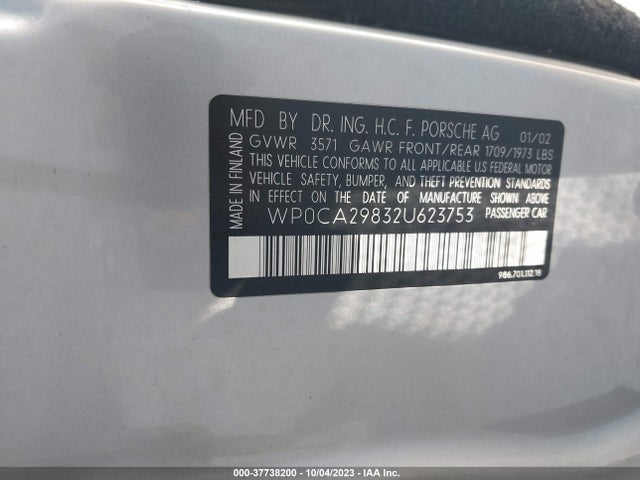 MFD BY DR. ING. H.C. F. PORSCHE AG 01/02
GVWR 3571 GAWR FRONT/REAR 1709/1973 LBS
THIS VEHICLE CONFORMS TO ALL APPLICABLE US FEDERAL MOTOR
VEHICLE SAFETY, BUMPER, AND THEFT PREVENTION STANDARDS
IN EFFECT ON THE DATE OF MANUFACTURE SHOWN ABOVE
WP0CA29832U623753 PASSENGER CAR
MADE IN FINLAND
986.701.112.18
000-37738200 - 10/04/2023 - IAA Inc.